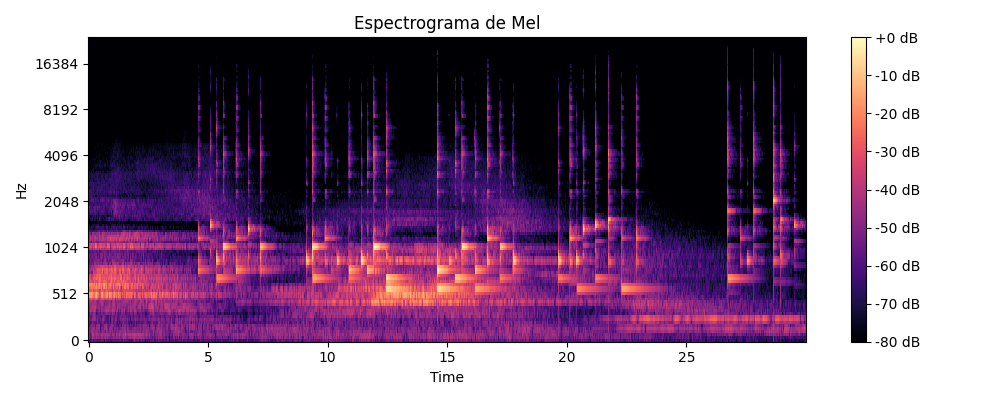 Espectrograma de Mel
16384
8192
4096
2048
1024
512
0
Hz
0 5 10 15 20 25
Time
+0 dB
-10 dB
-20 dB
-30 dB
-40 dB
-50 dB
-60 dB
-70 dB
-80 dB